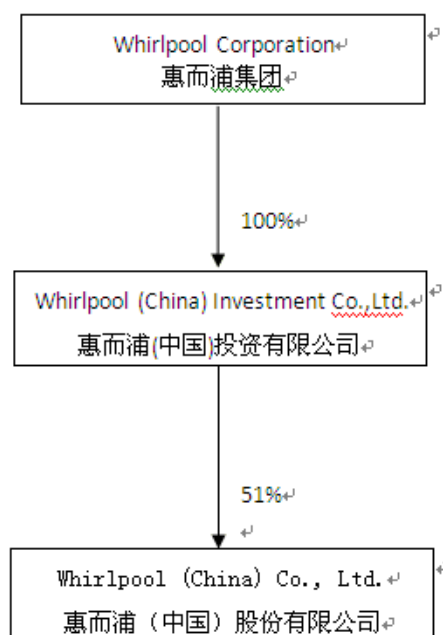 Whirlpool Corporation
惠而浦集团
100%
Whirlpool (China) Investment Co.,Ltd.
惠而浦(中国)投资有限公司
51%
Whirlpool (China) Co., Ltd.
惠而浦（中国）股份有限公司